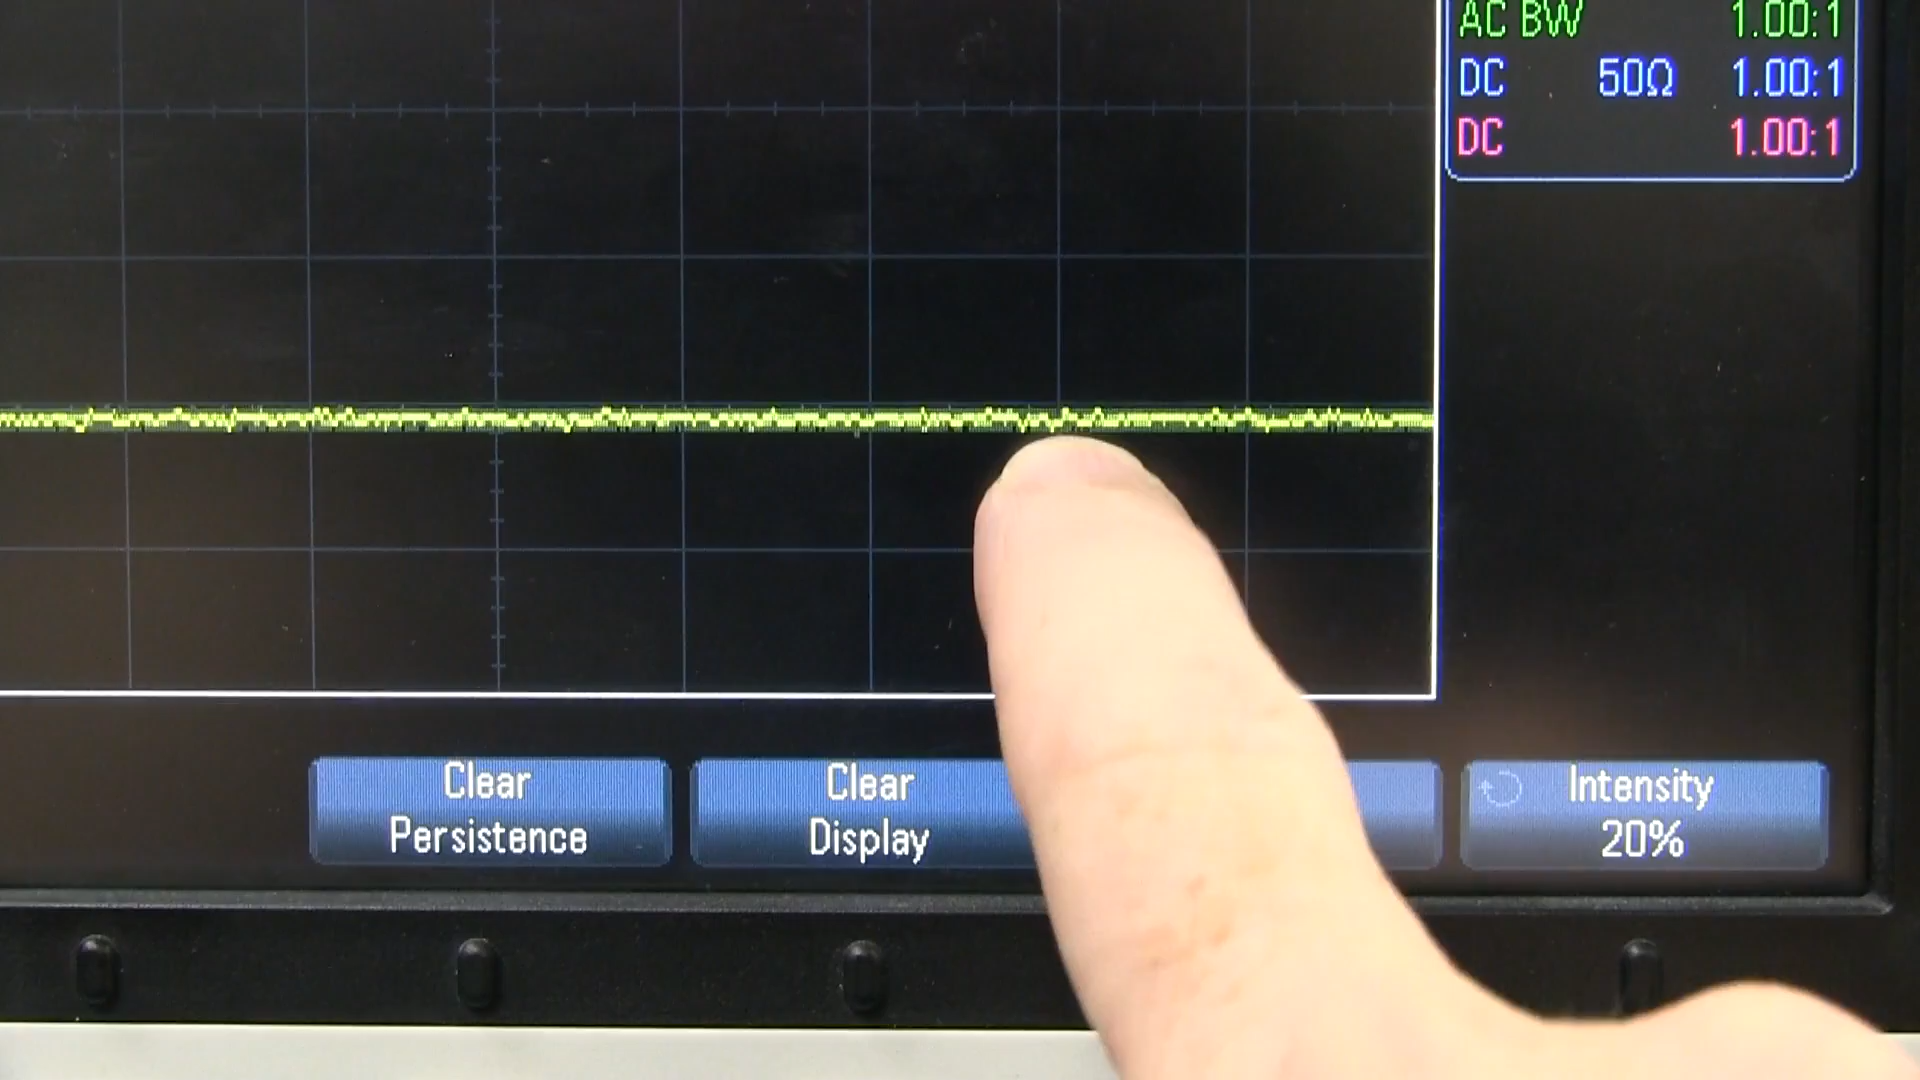 AC BW 1.00:1
DC 50Ω 1.00:1
DC 1.00:1
Clear
Persistence
Clear
Display
Intensity
20%